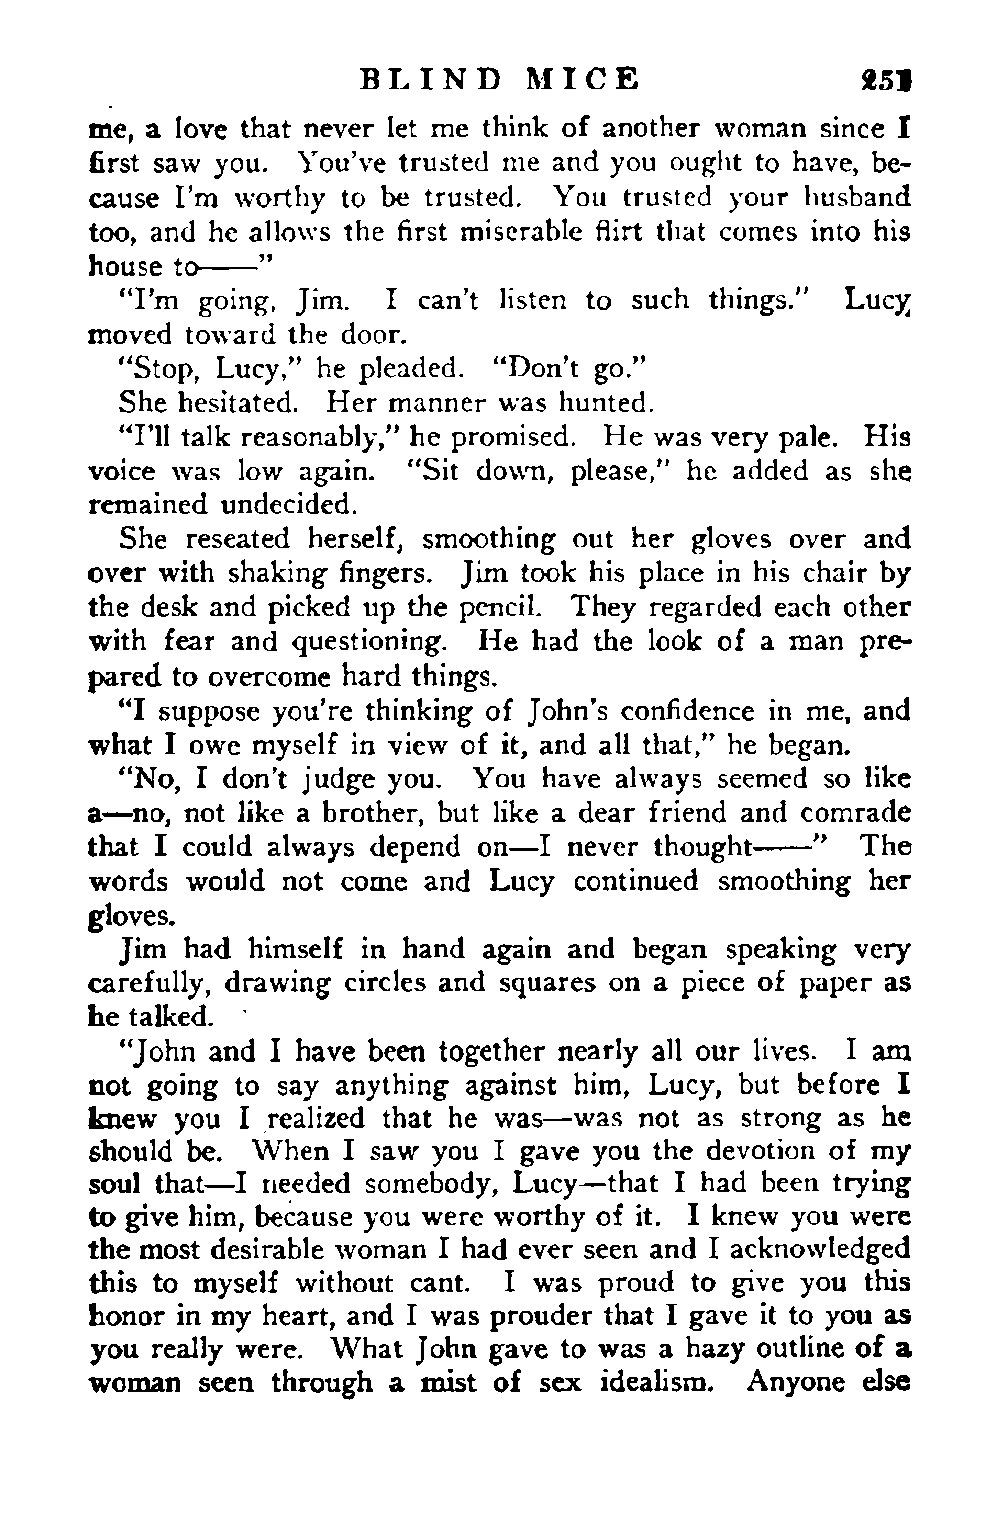 BLIND MICE 251
me, a love that never let me think of another woman since I
first saw you. You've trusted me and you ought to have, be-
cause I'm worthy to be trusted. You trusted your husband
too, and he allows the first miserable flirt that comes into his
house to——"
"I'm going, Jim. I can't listen to such things." Lucy
moved toward the door.
"Stop, Lucy," he pleaded. "Don't go."
She hesitated. Her manner was hunted.
"I'll talk reasonably," he promised. He was very pale. His
voice was low again. "Sit down, please," he added as she
remained undecided.
She reseated herself, smoothing out her gloves over and
over with shaking fingers. Jim took his place in his chair by
the desk and picked up the pencil. They regarded each other
with fear and questioning. He had the look of a man pre-
pared to overcome hard things.
"I suppose you're thinking of John's confidence in me, and
what I owe myself in view of it, and all that," he began.
"No, I don't judge you. You have always seemed so like
a—no, not like a brother, but like a dear friend and comrade
that I could always depend on—I never thought——" The
words would not come and Lucy continued smoothing her
gloves.
Jim had himself in hand again and began speaking very
carefully, drawing circles and squares on a piece of paper as
he talked.
"John and I have been together nearly all our lives. I am
not going to say anything against him, Lucy, but before I
knew you I realized that he was—was not as strong as he
should be. When I saw you I gave you the devotion of my
soul that—I needed somebody, Lucy—that I had been trying
to give him, because you were worthy of it. I knew you were
the most desirable woman I had ever seen and I acknowledged
this to myself without cant. I was proud to give you this
honor in my heart, and I was prouder that I gave it to you as
you really were. What John gave to was a hazy outline of a
woman seen through a mist of sex idealism. Anyone else